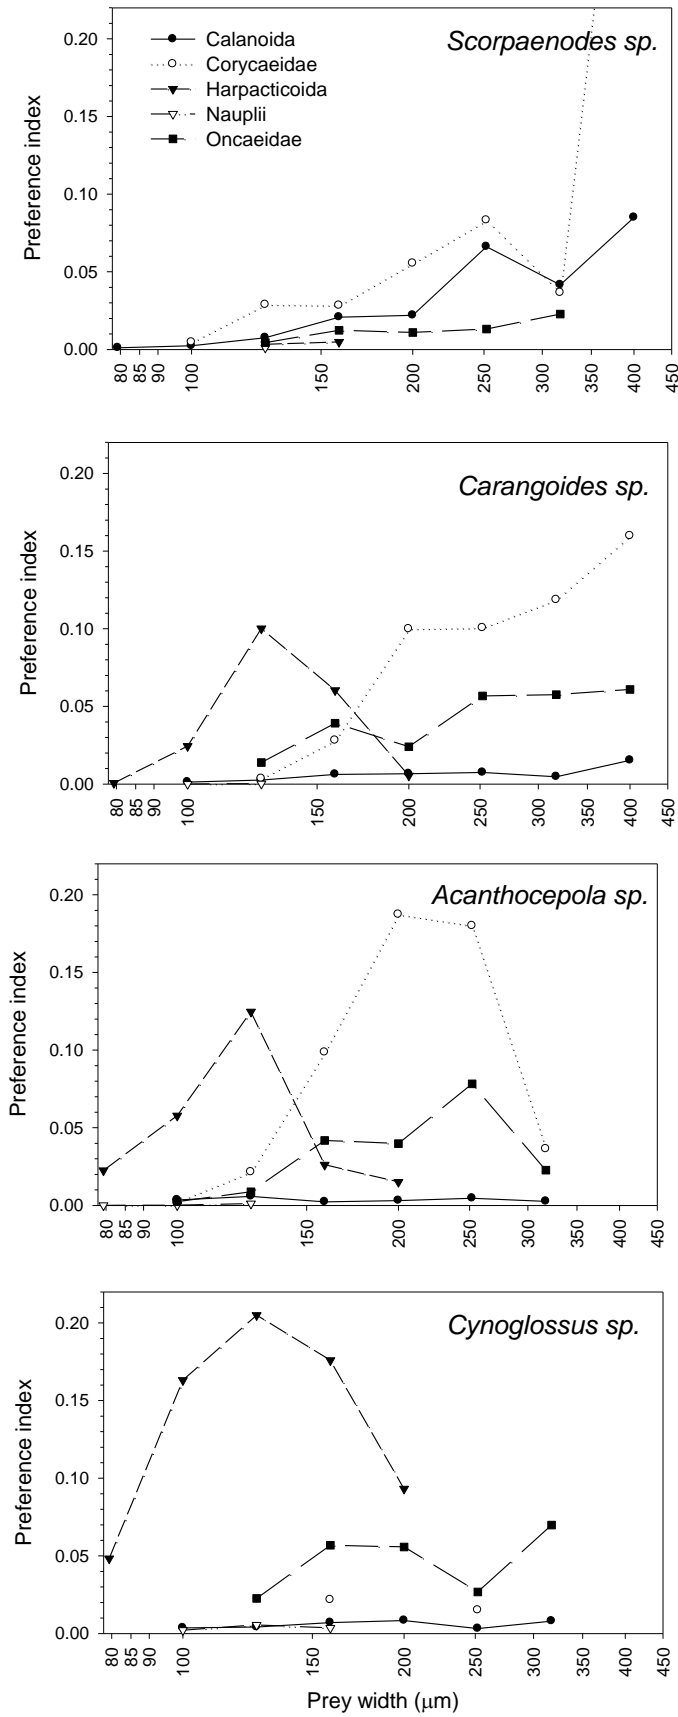 Scorpaenodes sp.
Calanoida
Corycaeidae
Harpacticoida
Nauplii
Oncaeidae
Preference index
0.20
0.15
0.10
0.05
0.00
80 85 90 100 150 200 250 300 350 400 450
Carangoides sp.
Preference index
0.20
0.15
0.10
0.05
0.00
80 85 90 100 150 200 250 300 350 400 450
Acanthocepola sp.
Preference index
0.20
0.15
0.10
0.05
0.00
80 85 90 100 150 200 250 300 350 400 450
Cynoglossus sp.
Preference index
0.20
0.15
0.10
0.05
0.00
80 85 90 100 150 200 250 300 350 400 450
Prey width (μm)